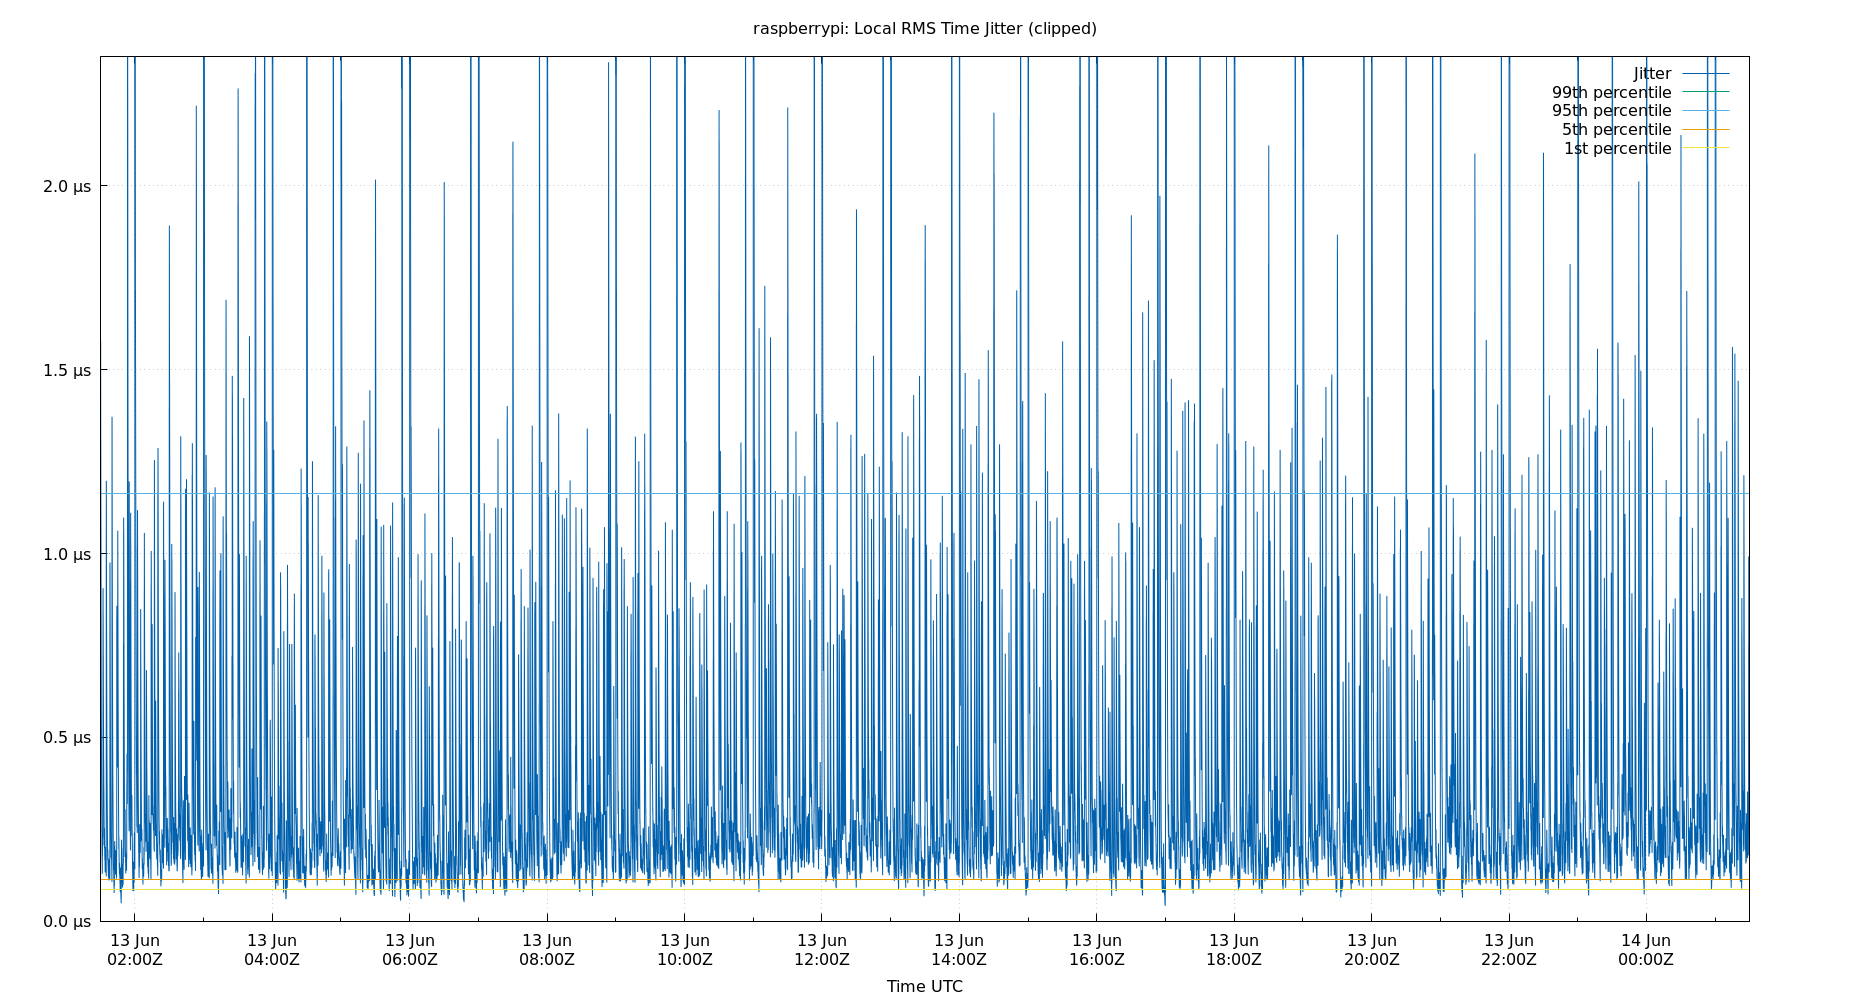 raspberrypi: Local RMS Time Jitter (clipped)
Jitter
99th percentile
95th percentile
5th percentile
1st percentile
2.0 µs
1.5 µs
1.0 µs
0.5 µs
0.0 µs
13 Jun 13 Jun 13 Jun 13 Jun 13 Jun 13 Jun 13 Jun 13 Jun 13 Jun 13 Jun 13 Jun 14 Jun
02:00Z 04:00Z 06:00Z 08:00Z 10:00Z 12:00Z 14:00Z 16:00Z 18:00Z 20:00Z 22:00Z 00:00Z
Time UTC